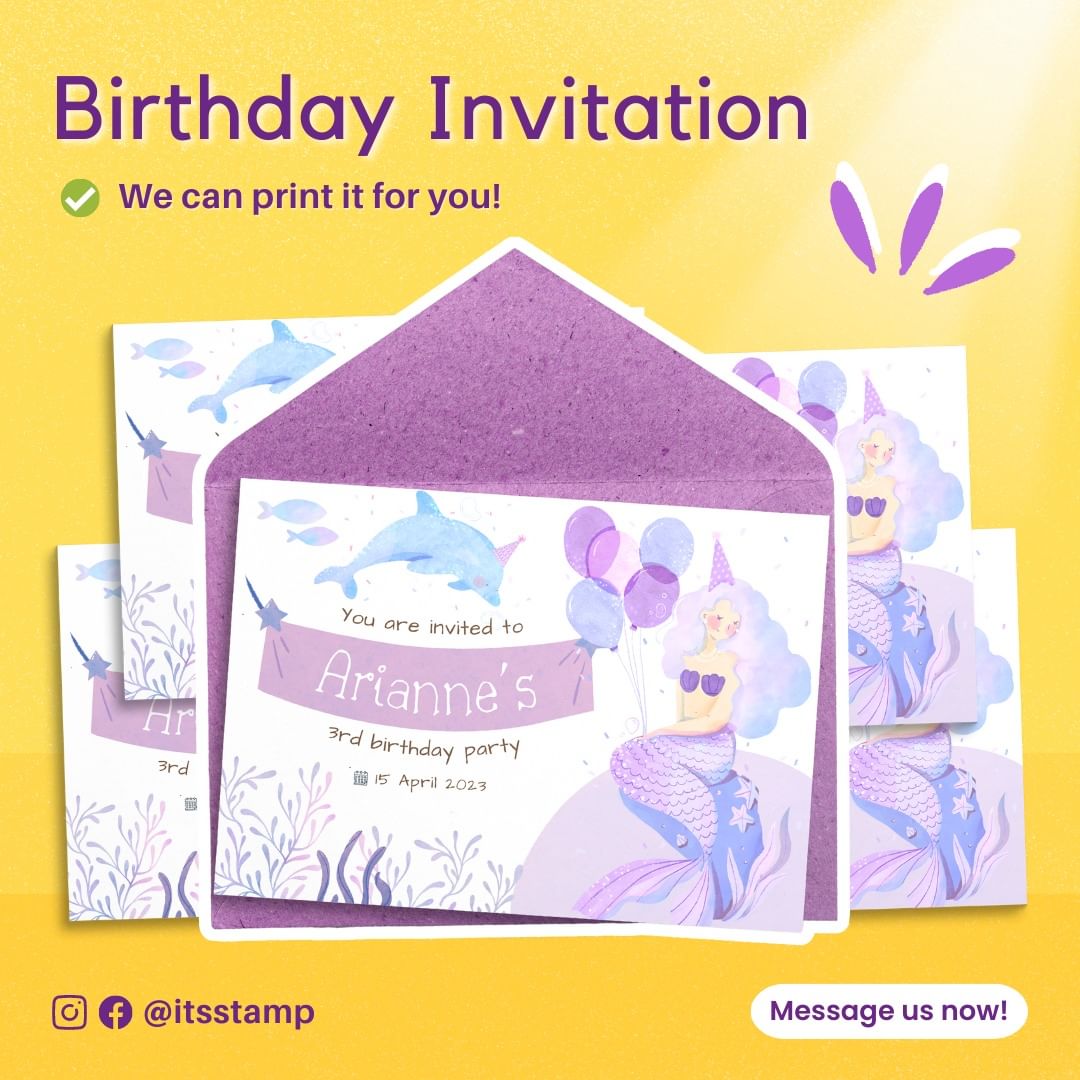 Birthday Invitation
We can print it for you!
You are invited to
Arianne's
3rd birthday party
15 April 2023
Ar
3rd
@itsstamp
Message us now!